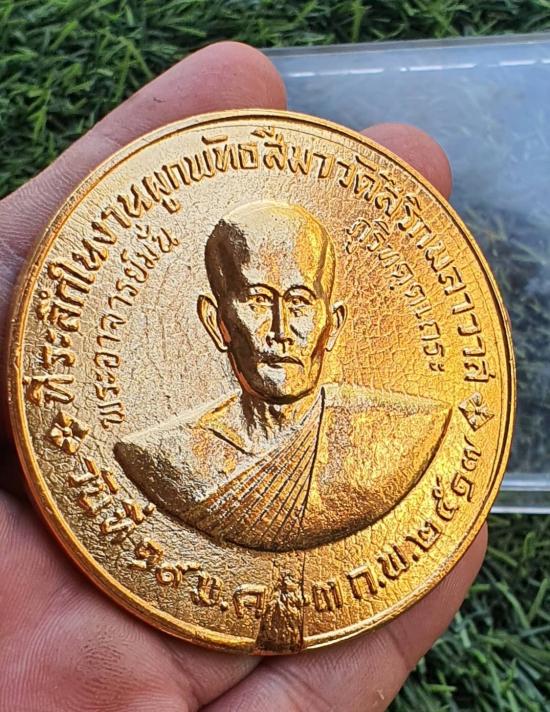 ที่ระลึกในงานผูกพัทธสีมาวัดสิริกมลาวาส
พระอาจารย์มั่น
ภูริทตฺตเถระ
วันที่ ๒๙ ม.ค. ๓ ก.พ. ๒๕๑๗